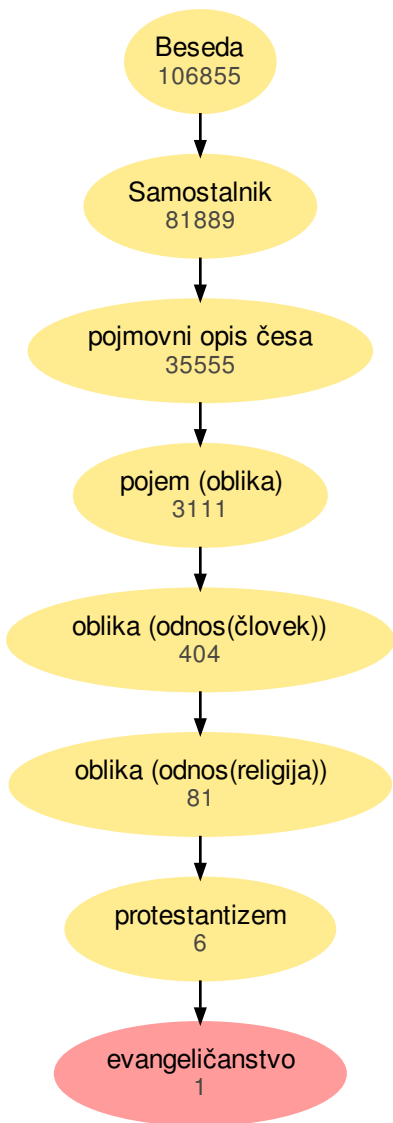 Beseda
106855
Samostalnik
81889
pojmovni opis česa
35555
pojem (oblika)
3111
oblika (odnos(človek))
404
oblika (odnos(religija))
81
protestantizem
6
evangeličanstvo
1